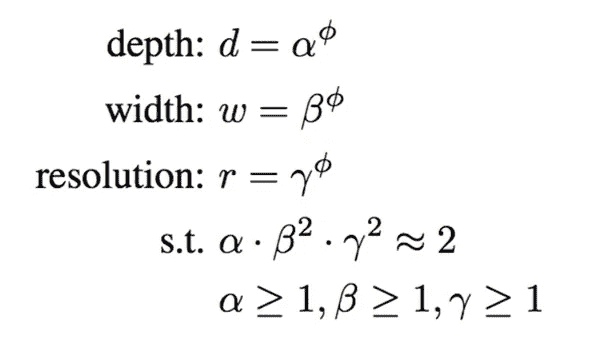 depth: d = α^ϕ
width: w = β^ϕ
resolution: r = γ^ϕ
s.t. α · β² · γ² ≈ 2
α ≥ 1, β ≥ 1, γ ≥ 1